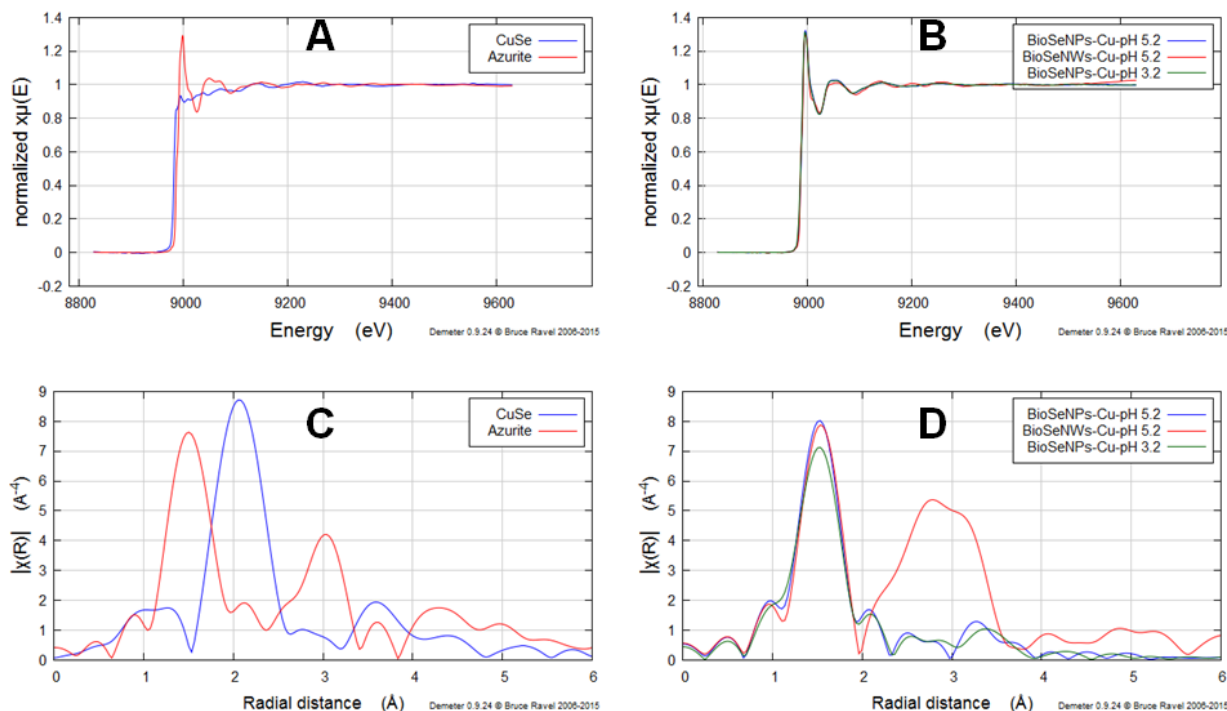 A
CuSe
Azurite
1.4
1.2
1
0.8
0.6
0.4
0.2
0
-0.2
normalized xμ(E)
8800 9000 9200 9400 9600
Energy (eV)
Demeter 0.9.24 © Bruce Ravel 2006-2015
B
BioSeNPs-Cu-pH 5.2
BioSeNWs-Cu-pH 5.2
BioSeNPs-Cu-pH 3.2
1.4
1.2
1
0.8
0.6
0.4
0.2
0
-0.2
normalized xμ(E)
8800 9000 9200 9400 9600
Energy (eV)
Demeter 0.9.24 © Bruce Ravel 2006-2015
C
CuSe
Azurite
9
8
7
6
5
4
3
2
1
0
|χ(R)| (Å⁻⁴)
0 1 2 3 4 5 6
Radial distance (Å)
Demeter 0.9.24 © Bruce Ravel 2006-2015
D
BioSeNPs-Cu-pH 5.2
BioSeNWs-Cu-pH 5.2
BioSeNPs-Cu-pH 3.2
9
8
7
6
5
4
3
2
1
0
|χ(R)| (Å⁻⁴)
0 1 2 3 4 5 6
Radial distance (Å)
Demeter 0.9.24 © Bruce Ravel 2006-2015